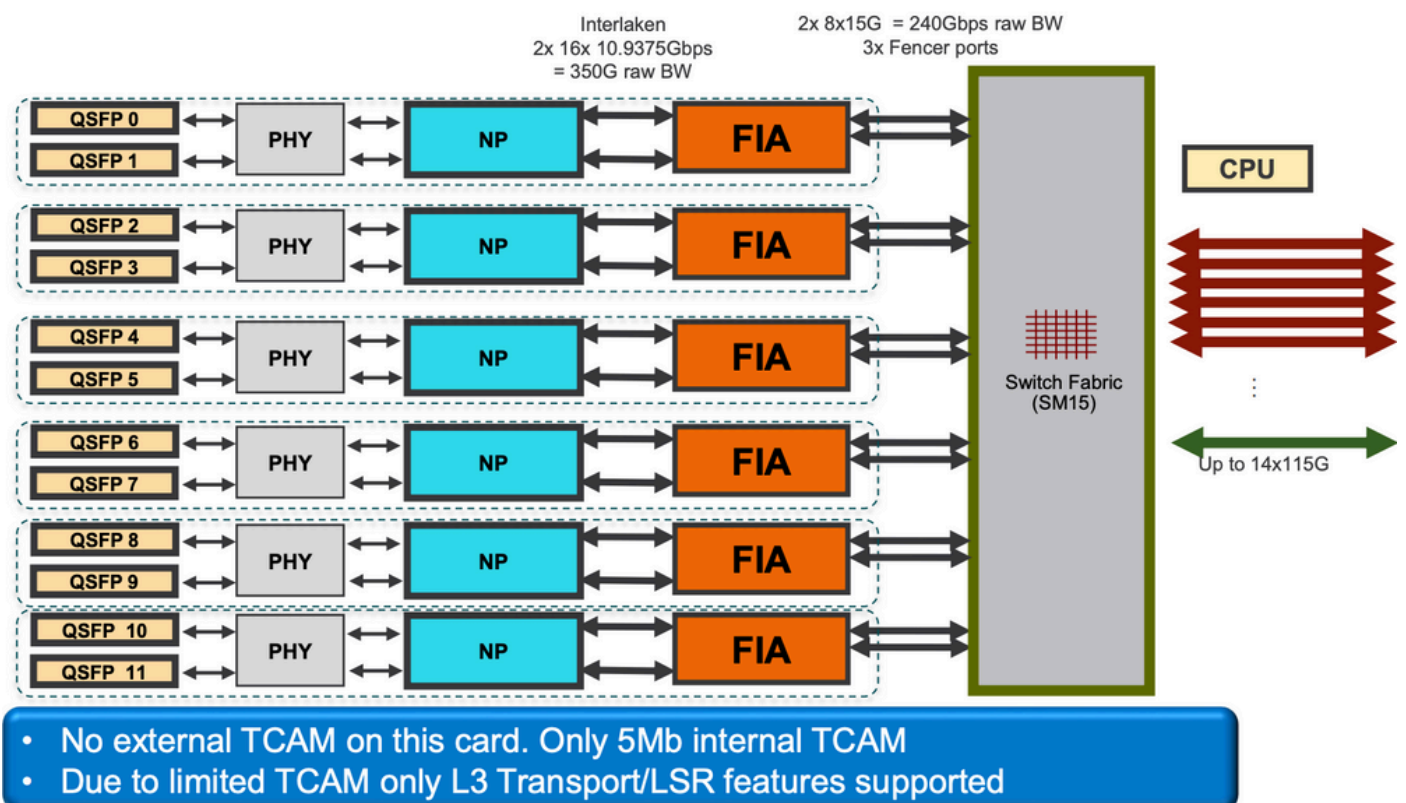 Interlaken
2x 16x 10.9375Gbps
= 350G raw BW
2x 8x15G = 240Gbps raw BW
3x Fencer ports
QSFP 0
QSFP 1
PHY
NP
FIA
QSFP 2
QSFP 3
PHY
NP
FIA
QSFP 4
QSFP 5
PHY
NP
FIA
QSFP 6
QSFP 7
PHY
NP
FIA
QSFP 8
QSFP 9
PHY
NP
FIA
QSFP 10
QSFP 11
PHY
NP
FIA
Switch Fabric
(SM15)
CPU
⋮
Up to 14x115G
• No external TCAM on this card. Only 5Mb internal TCAM
• Due to limited TCAM only L3 Transport/LSR features supported